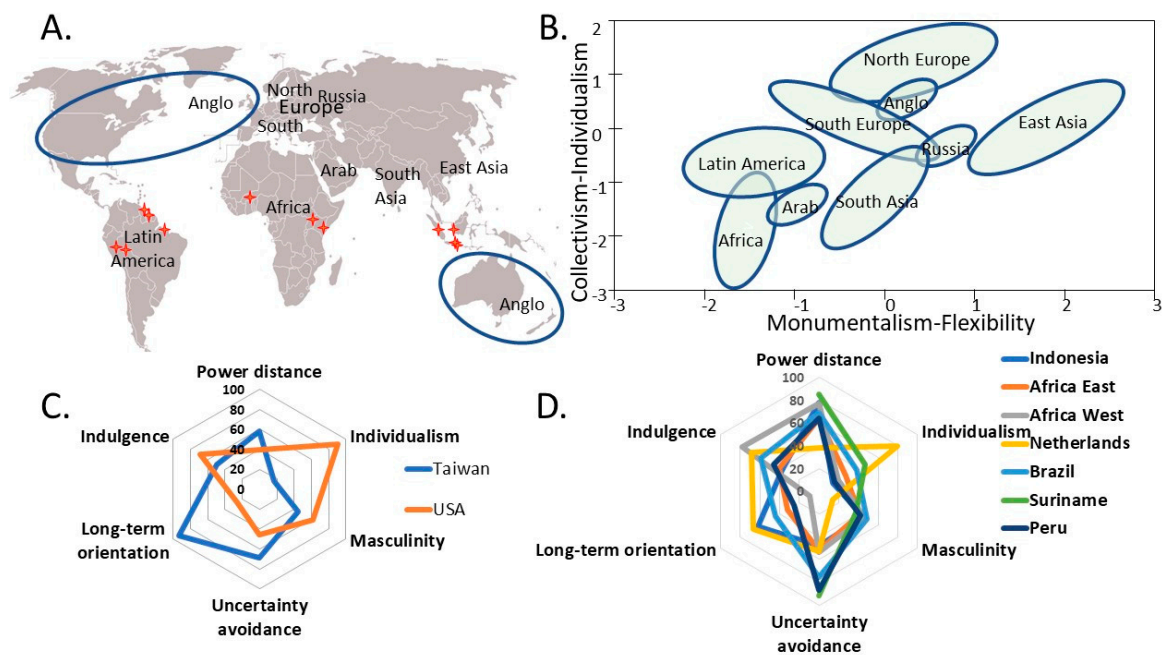 A.
Anglo
North
Europe
Russia
South
Arab
South
Asia
East Asia
Africa
Latin
America
Anglo
B.
Collectivism-Individualism
2
1
0
-1
-2
-3
North Europe
Anglo
South Europe
East Asia
Russia
Latin America
South Asia
Arab
Africa
-3
-2
-1
0
1
2
3
Monumentalism-Flexibility
C.
Power distance
100
80
60
40
20
0
Indulgence
Individualism
Long-term
orientation
Masculinity
Uncertainty
avoidance
Taiwan
USA
D.
Power distance
100
80
60
40
20
0
Indulgence
Individualism
Long-term orientation
Masculinity
Uncertainty
avoidance
Indonesia
Africa East
Africa West
Netherlands
Brazil
Suriname
Peru